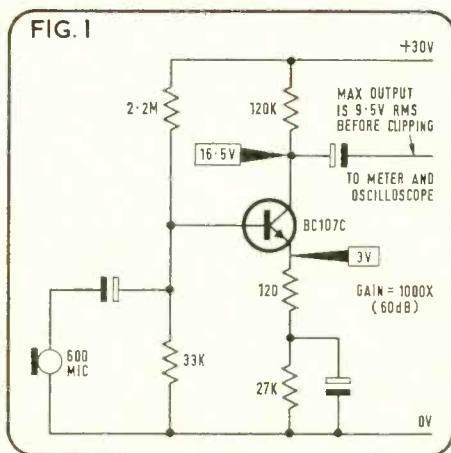 FIG. 1
+30V
2·2M
120K
MAX OUTPUT
IS 9·5V RMS
BEFORE CLIPPING
16·5V
TO METER AND
OSCILLOSCOPE
BC107C
3V
120
GAIN = 1000X
(60dB)
600
MIC
33K
27K
0V